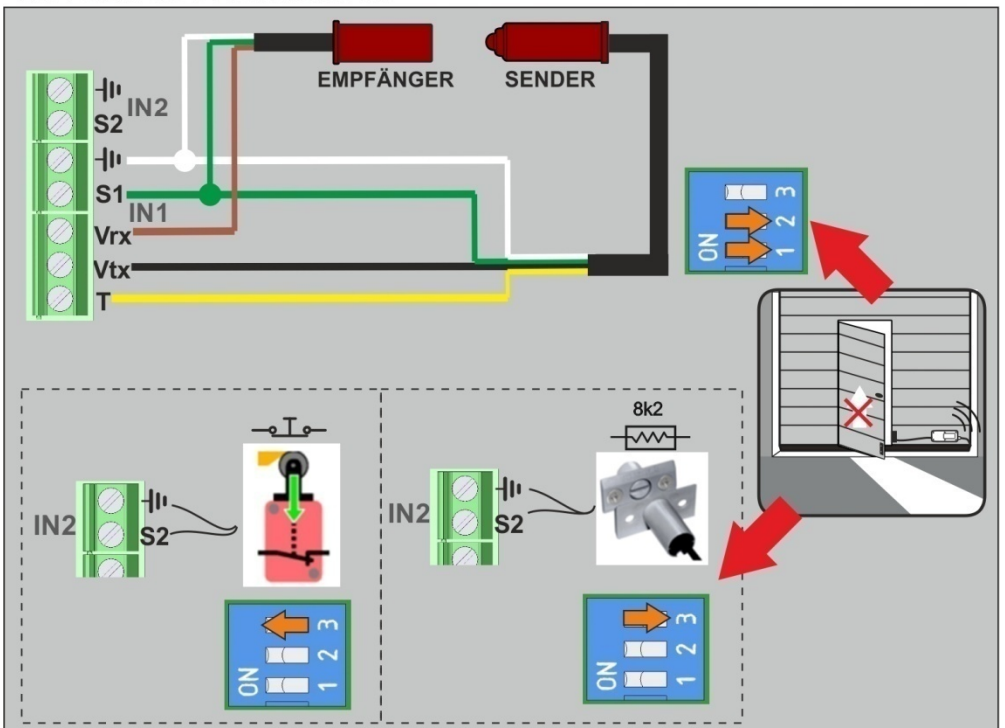 EMPFÄNGER
SENDER
IN2
S2
S1
IN1
Vrx
Vtx
T
ON
1
2
3
IN2
S2
T
ON
1
2
3
8k2
IN2
S2
ON
1
2
3